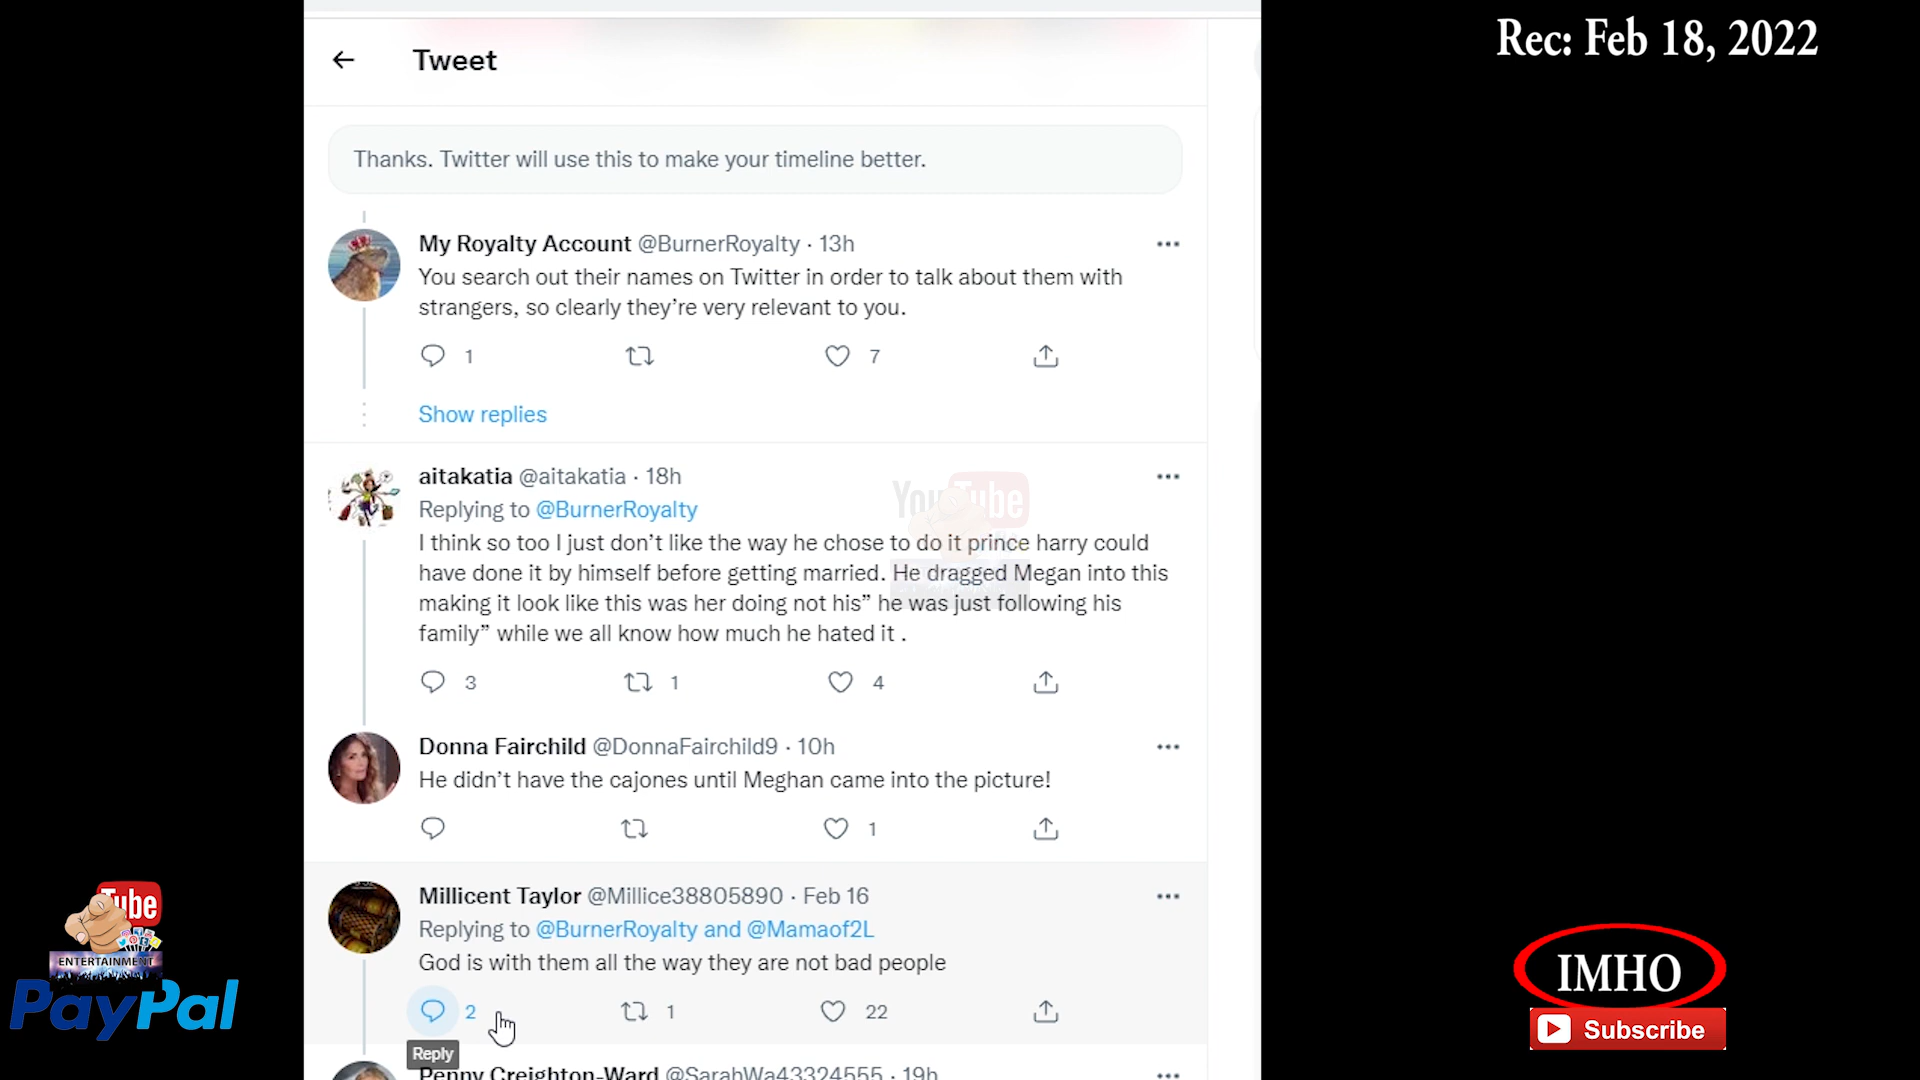 Rec: Feb 18, 2022
Tweet
Thanks. Twitter will use this to make your timeline better.
My Royalty Account @BurnerRoyalty · 13h
You search out their names on Twitter in order to talk about them with
strangers, so clearly they're very relevant to you.
1 7
Show replies
aitakatia @aitakatia · 18h
Replying to @BurnerRoyalty
I think so too I just don't like the way he chose to do it prince harry could
have done it by himself before getting married. He dragged Megan into this
making it look like this was her doing not his” he was just following his
family” while we all know how much he hated it .
3 1 4
YouTube
Donna Fairchild @DonnaFairchild9 · 10h
He didn't have the cajones until Meghan came into the picture!
1
Millicent Taylor @Millice38805890 · Feb 16
Replying to @BurnerRoyalty and @Mamaof2L
God is with them all the way they are not bad people
2 1 22
Reply
Penny Creighton-Ward @SarahWa43324555 · 19h
Tube
ENTERTAINMENT
PayPal
IMHO
Subscribe